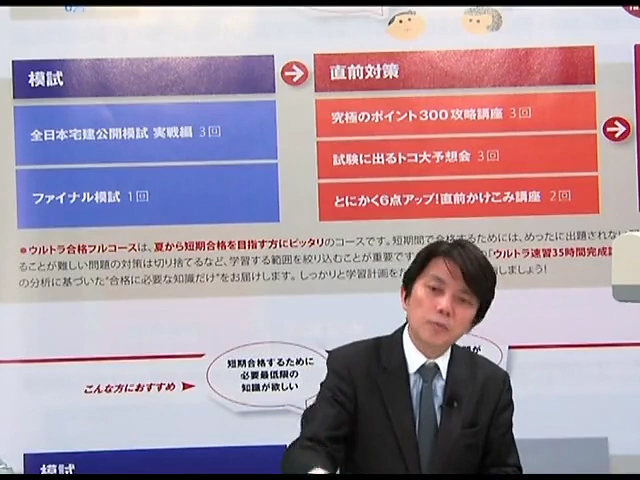 模試
直前対策
全日本宅建公開模試 実戦編 3回
究極のポイント300攻略講座 3回
試験に出るトコ大予想会 3回
ファイナル模試 1回
とにかく6点アップ!直前かけこみ講座 2回
●ウルトラ合格フルコースは、夏から短期合格を目指す方にピッタリのコースです。短期間で合格するためには、めったに出題されな
ることが難しい問題の対策は切り捨てるなど、学習する範囲を絞り込むことが重要です 「ウルトラ速習35時間完成講
の分析に基づいた"合格に必要な知識だけ"をお届けします。しっかりと学習計画をた ましょう!
短期合格するために
必要最低限の
知識が欲しい
が
こんな方におすすめ
模試